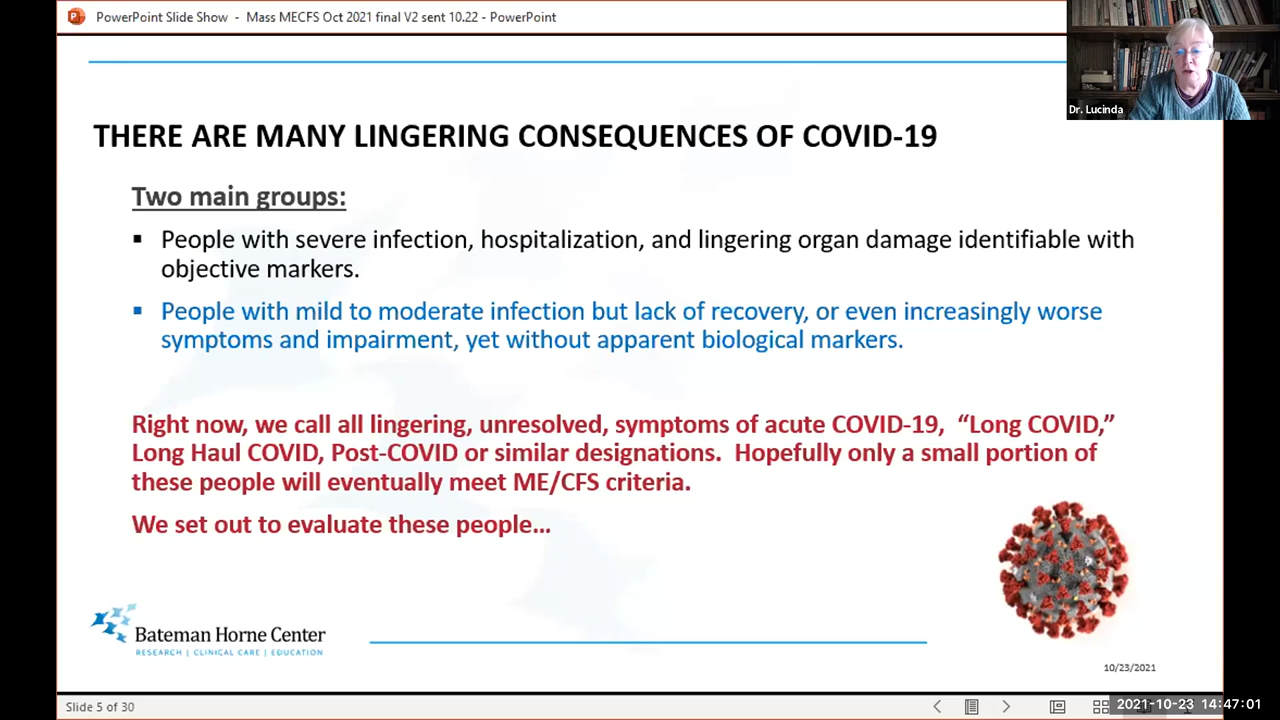 PowerPoint Slide Show - Mass MECFS Oct 2021 final V2 sent 10.22 - PowerPoint
Dr. Lucinda
THERE ARE MANY LINGERING CONSEQUENCES OF COVID-19
Two main groups:
▪ People with severe infection, hospitalization, and lingering organ damage identifiable with
objective markers.
▪ People with mild to moderate infection but lack of recovery, or even increasingly worse
symptoms and impairment, yet without apparent biological markers.
Right now, we call all lingering, unresolved, symptoms of acute COVID-19, “Long COVID,”
Long Haul COVID, Post-COVID or similar designations. Hopefully only a small portion of
these people will eventually meet ME/CFS criteria.
We set out to evaluate these people…
Bateman Horne Center
RESEARCH | CLINICAL CARE | EDUCATION
10/23/2021
Slide 5 of 30
2021-10-23 14:47:01